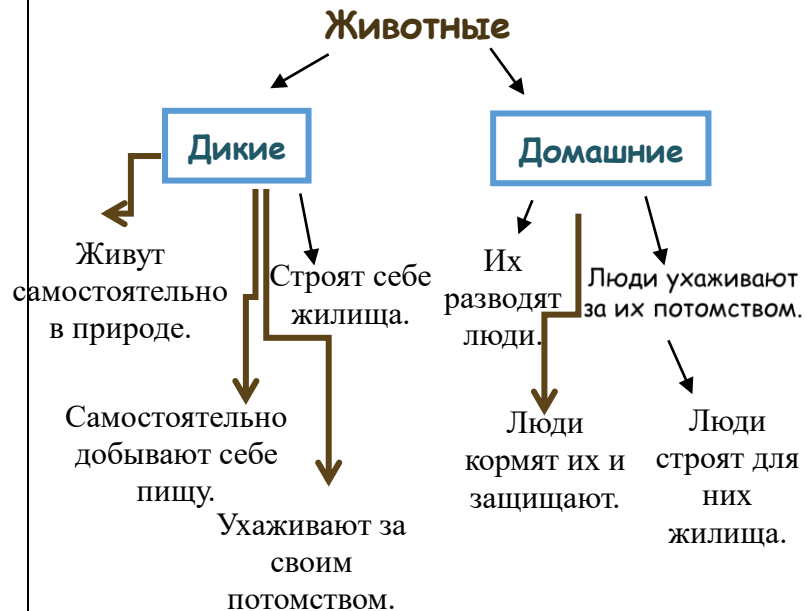 Животные
Дикие
Домашние
Живут
самостоятельно
в природе.
Строят себе
жилища.
Их
разводят
люди.
Люди ухаживают
за их потомством.
Самостоятельно
добывают себе
пищу.
Ухаживают за
своим
потомством.
Люди
кормят их и
защищают.
Люди
строят для
них
жилища.